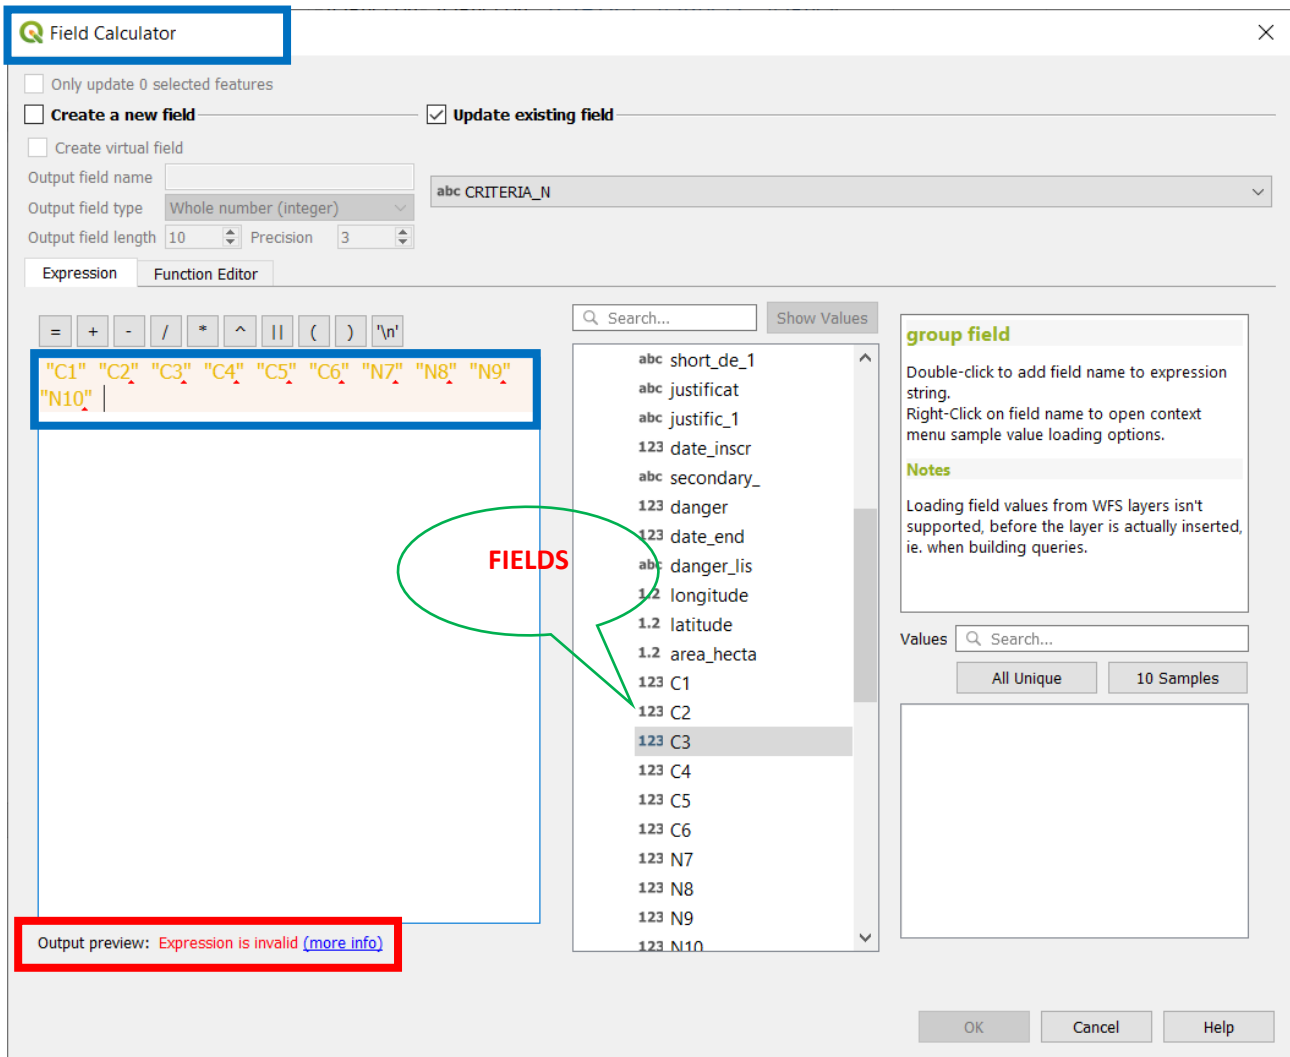 Field Calculator
Only update 0 selected features
Create a new field
Update existing field
Create virtual field
Output field name
abc CRITERIA_N
Output field type Whole number (integer)
Output field length 10 Precision 3
Expression Function Editor
= + - / * ^ || ( ) '\n'
Search... Show Values
"C1" "C2" "C3" "C4" "C5" "C6" "N7" "N8" "N9"
"N10"
abc short_de_1
abc justificat
abc justific_1
123 date_inscr
abc secondary_
123 danger
123 date_end
abc danger_lis
1.2 longitude
1.2 latitude
1.2 area_hecta
123 C1
123 C2
123 C3
123 C4
123 C5
123 C6
123 N7
123 N8
123 N9
123 N10
FIELDS
group field
Double-click to add field name to expression
string.
Right-Click on field name to open context
menu sample value loading options.
Notes
Loading field values from WFS layers isn't
supported, before the layer is actually inserted,
ie. when building queries.
Values Search...
All Unique 10 Samples
Output preview: Expression is invalid (more info)
OK Cancel Help